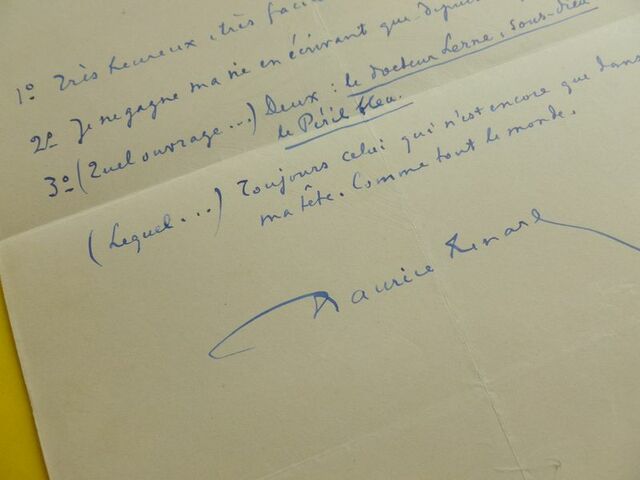 1º Très heureux, très faci
2º Je ne gagne ma vie en écrivant que depuis
3º (Quel ouvrage...) Deux : le docteur Lerne, sous-dieu
le Péril bleu.
(Lequel...) Toujours celui qui n'est encore que dans
ma tête. Comme tout le monde.
Maurice Renard